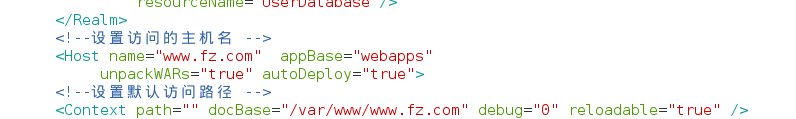 resourceName="UserDatabase"/>
</Realm>
<!--设置访问的主机名 -->
<Host name="www.fz.com"  appBase="webapps"
unpackWARs="true" autoDeploy="true">
<!--设置默认访问路径 -->
<Context path="" docBase="/var/www/www.fz.com" debug="0" reloadable="true" />